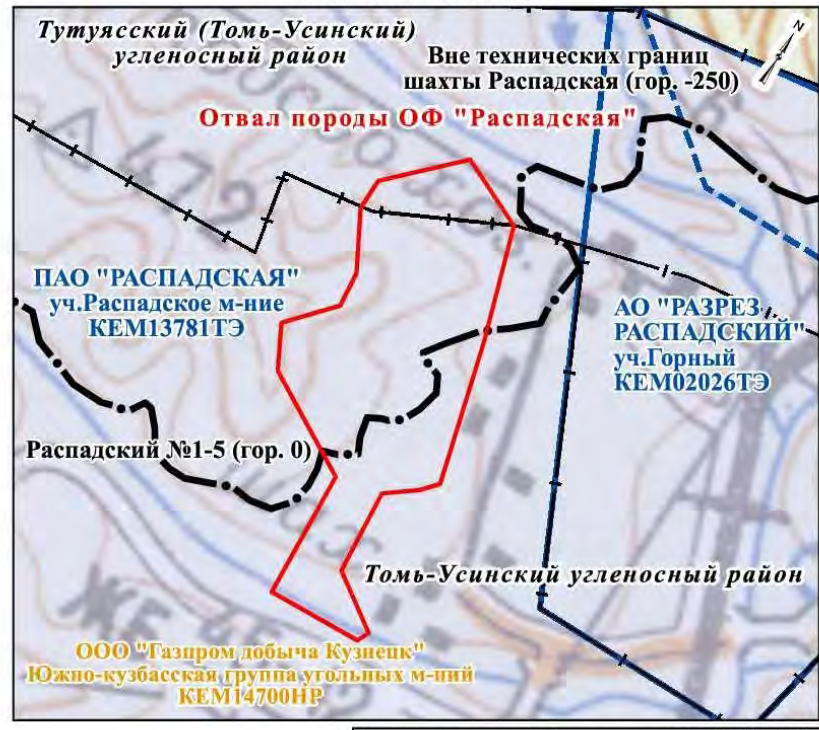 Тутуясский (Томь-Усинский)
угленосный район
Вне технических границ
шахты Распадская (гор. -250)
N
Отвал породы ОФ "Распадская"
472
ПАО "РАСПАДСКАЯ"
уч.Распадское м-ние
КЕМ13781ТЭ
АО "РАЗРЕЗ
РАСПАДСКИЙ"
уч.Горный
КЕМ02026ТЭ
Распадский №1-5 (гор. 0)
Томь-Усинский угленосный район
ООО "Газпром добыча Кузнецк"
Южно-кузбасская группа угольных м-ний
КЕМ14700НР